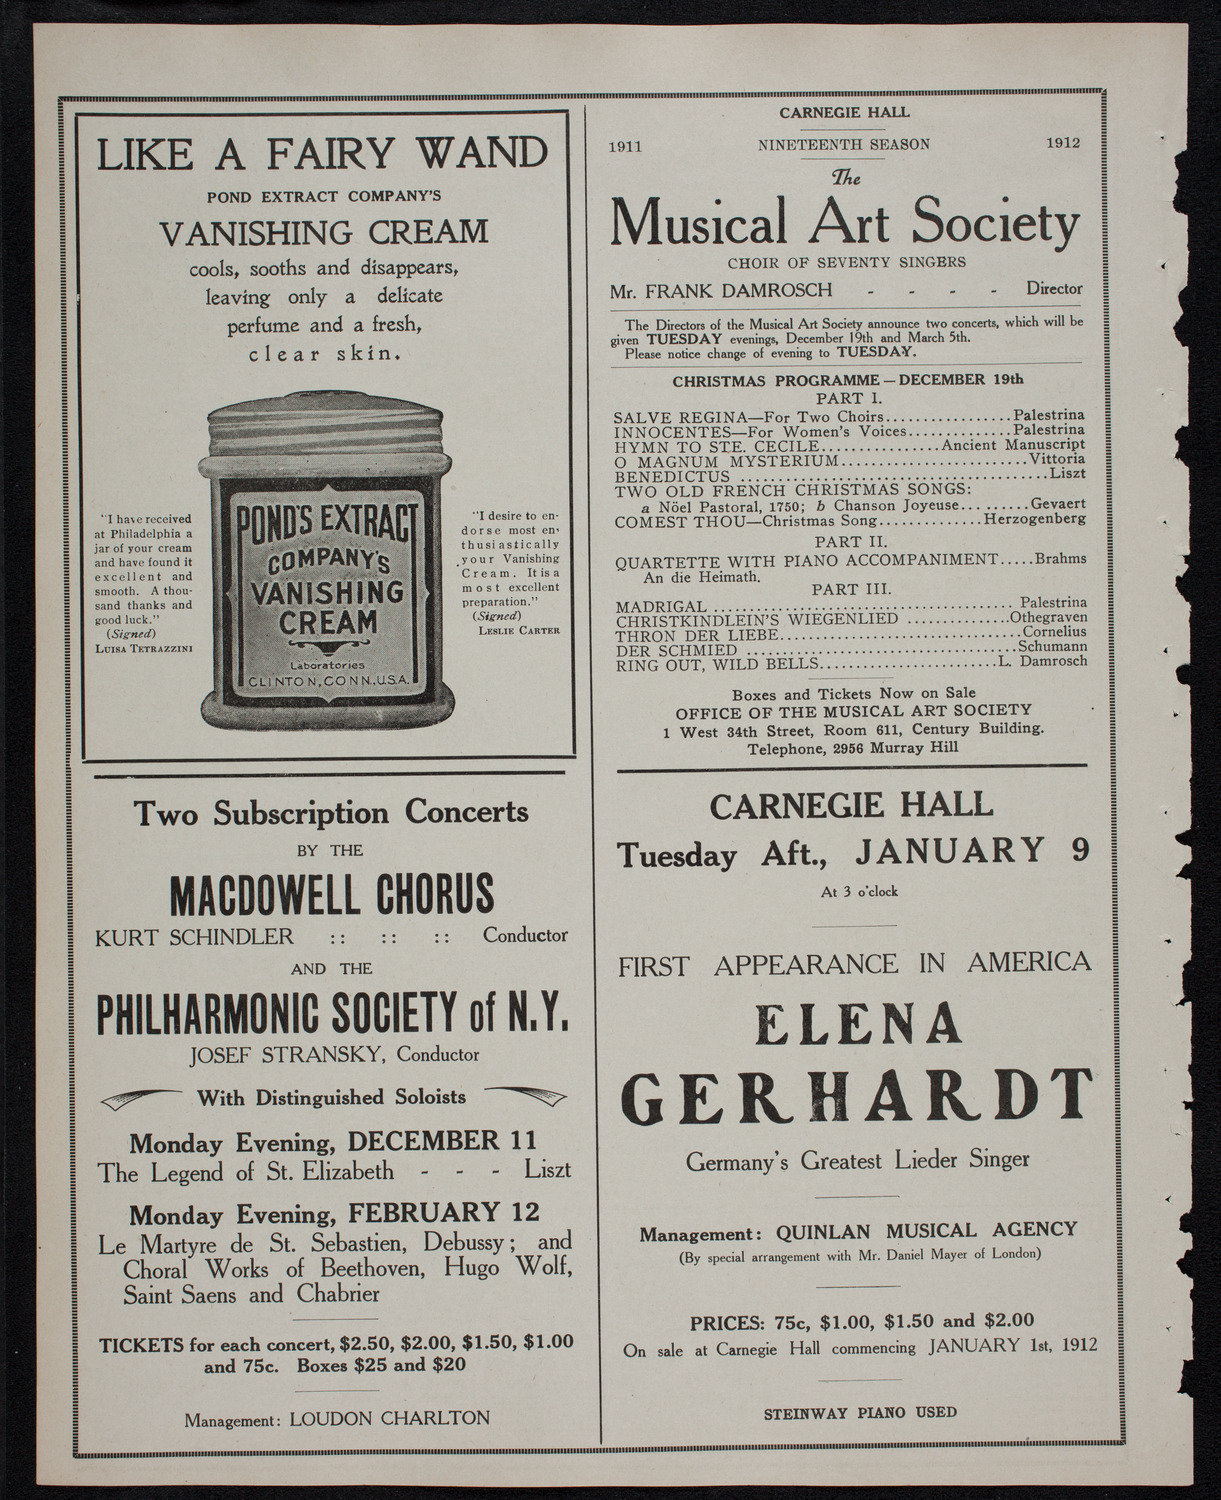 LIKE A FAIRY WAND
POND EXTRACT COMPANY'S
VANISHING CREAM
cools, sooths and disappears,
leaving only a delicate
perfume and a fresh,
clear skin.
"I have received
at Philadelphia a
jar of your cream
and have found it
excellent and
smooth. A thou-
sand thanks and
good luck."
(Signed)
LUISA TETRAZZINI
POND'S EXTRACT
COMPANY'S
VANISHING
CREAM
Laboratories
CLINTON, CONN., U.S.A.
"I desire to en-
dorse most en-
thusiastically
your Vanishing
Cream. It is a
most excellent
preparation."
(Signed)
LESLIE CARTER
Two Subscription Concerts
BY THE
MACDOWELL CHORUS
KURT SCHINDLER :: :: :: Conductor
AND THE
PHILHARMONIC SOCIETY of N.Y.
JOSEF STRANSKY, Conductor
With Distinguished Soloists
Monday Evening, DECEMBER 11
The Legend of St. Elizabeth - - - Liszt
Monday Evening, FEBRUARY 12
Le Martyre de St. Sebastien, Debussy; and
Choral Works of Beethoven, Hugo Wolf,
Saint Saens and Chabrier
TICKETS for each concert, $2.50, $2.00, $1.50, $1.00
and 75c. Boxes $25 and $20
Management: LOUDON CHARLTON
CARNEGIE HALL
1911 NINETEENTH SEASON 1912
The
Musical Art Society
CHOIR OF SEVENTY SINGERS
Mr. FRANK DAMROSCH - - - - Director
The Directors of the Musical Art Society announce two concerts, which will be
given TUESDAY evenings, December 19th and March 5th.
Please notice change of evening to TUESDAY.
CHRISTMAS PROGRAMME—DECEMBER 19th
PART I.
SALVE REGINA—For Two Choirs................Palestrina
INNOCENTES—For Women's Voices.............Palestrina
HYMN TO STE. CECILE...............Ancient Manuscript
O MAGNUM MYSTERIUM........................Vittoria
BENEDICTUS .......................................Liszt
TWO OLD FRENCH CHRISTMAS SONGS:
a Nöel Pastoral, 1750; b Chanson Joyeuse.........Gevaert
COMEST THOU—Christmas Song.............Herzogenberg
PART II.
QUARTETTE WITH PIANO ACCOMPANIMENT.....Brahms
An die Heimath.
PART III.
MADRIGAL ...................................... Palestrina
CHRISTKINDLEIN'S WIEGENLIED .............Othegraven
THRON DER LIEBE...............................Cornelius
DER SCHMIED ..................................Schumann
RING OUT, WILD BELLS.......................L. Damrosch
Boxes and Tickets Now on Sale
OFFICE OF THE MUSICAL ART SOCIETY
1 West 34th Street, Room 611, Century Building.
Telephone, 2956 Murray Hill
CARNEGIE HALL
Tuesday Aft., JANUARY 9
At 3 o'clock
FIRST APPEARANCE IN AMERICA
ELENA
GERHARDT
Germany's Greatest Lieder Singer
Management: QUINLAN MUSICAL AGENCY
(By special arrangement with Mr. Daniel Mayer of London)
PRICES: 75c, $1.00, $1.50 and $2.00
On sale at Carnegie Hall commencing JANUARY 1st, 1912
STEINWAY PIANO USED